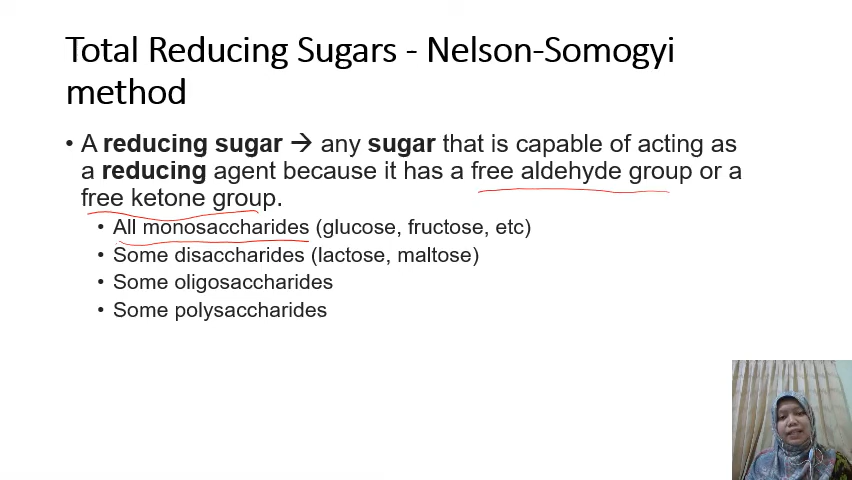 Total Reducing Sugars - Nelson-Somogyi
method
• A reducing sugar → any sugar that is capable of acting as
a reducing agent because it has a free aldehyde group or a
free ketone group.
• All monosaccharides (glucose, fructose, etc)
• Some disaccharides (lactose, maltose)
• Some oligosaccharides
• Some polysaccharides